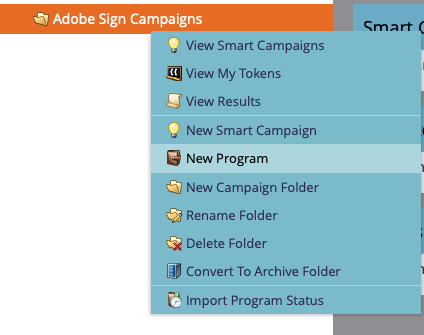 Adobe Sign Campaigns
Smart C
View Smart Campaigns
View My Tokens
View Results
New Smart Campaign
New Program
New Campaign Folder
Rename Folder
Delete Folder
Convert To Archive Folder
Import Program Status